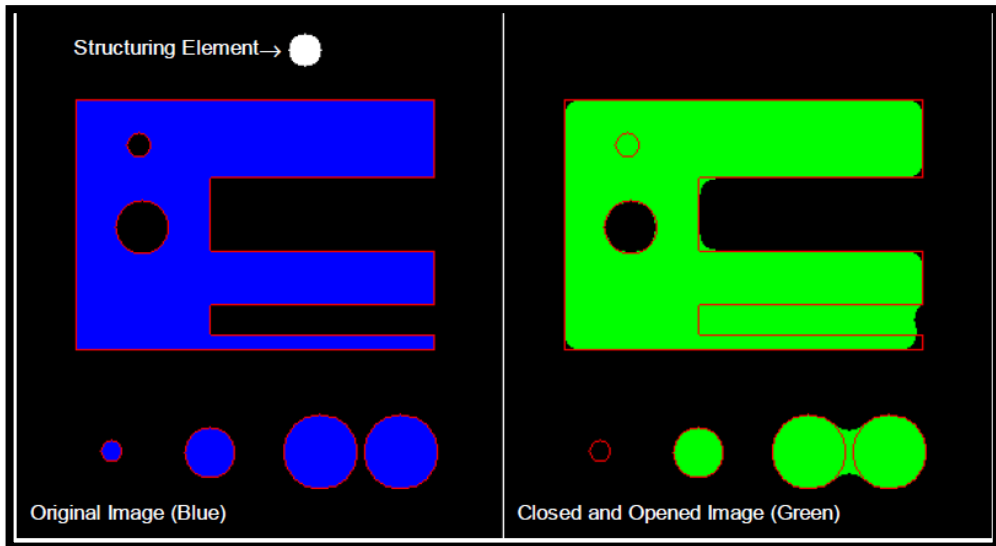 Structuring Element→
Original Image (Blue)
Closed and Opened Image (Green)